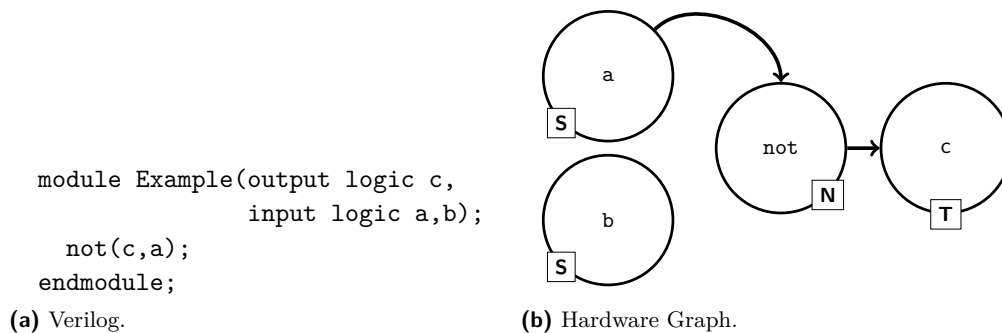 module Example(output logic c,
input logic a,b);
not(c,a);
endmodule;
(a) Verilog.
a
S
b
S
not
N
c
T
(b) Hardware Graph.